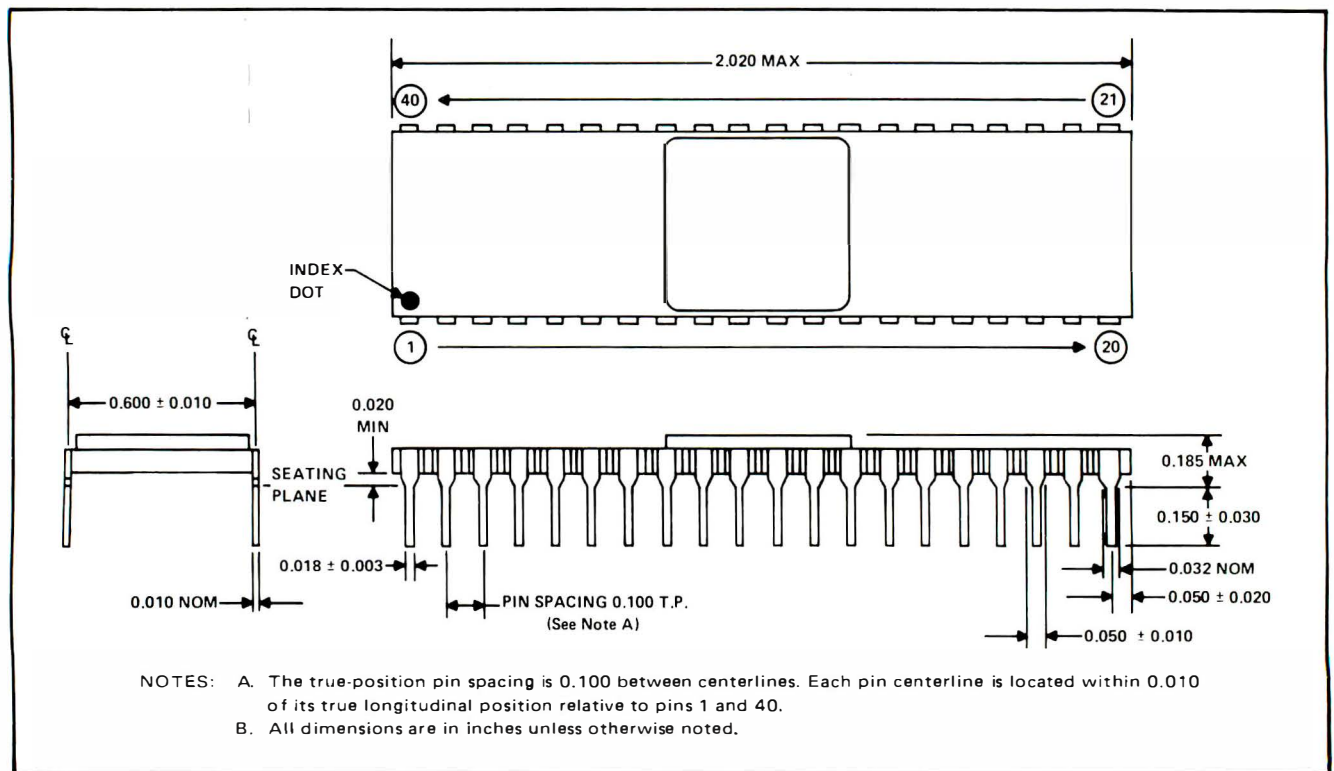 2.020 MAX
40
21
INDEX
DOT
1
20
℄
℄
0.600 ± 0.010
0.020
MIN
SEATING
PLANE
0.185 MAX
0.150 ± 0.030
0.018 ± 0.003
0.032 NOM
0.010 NOM
PIN SPACING 0.100 T.P.
(See Note A)
0.050 ± 0.020
0.050 ± 0.010
NOTES: A. The true-position pin spacing is 0.100 between centerlines. Each pin centerline is located within 0.010
of its true longitudinal position relative to pins 1 and 40.
B. All dimensions are in inches unless otherwise noted.